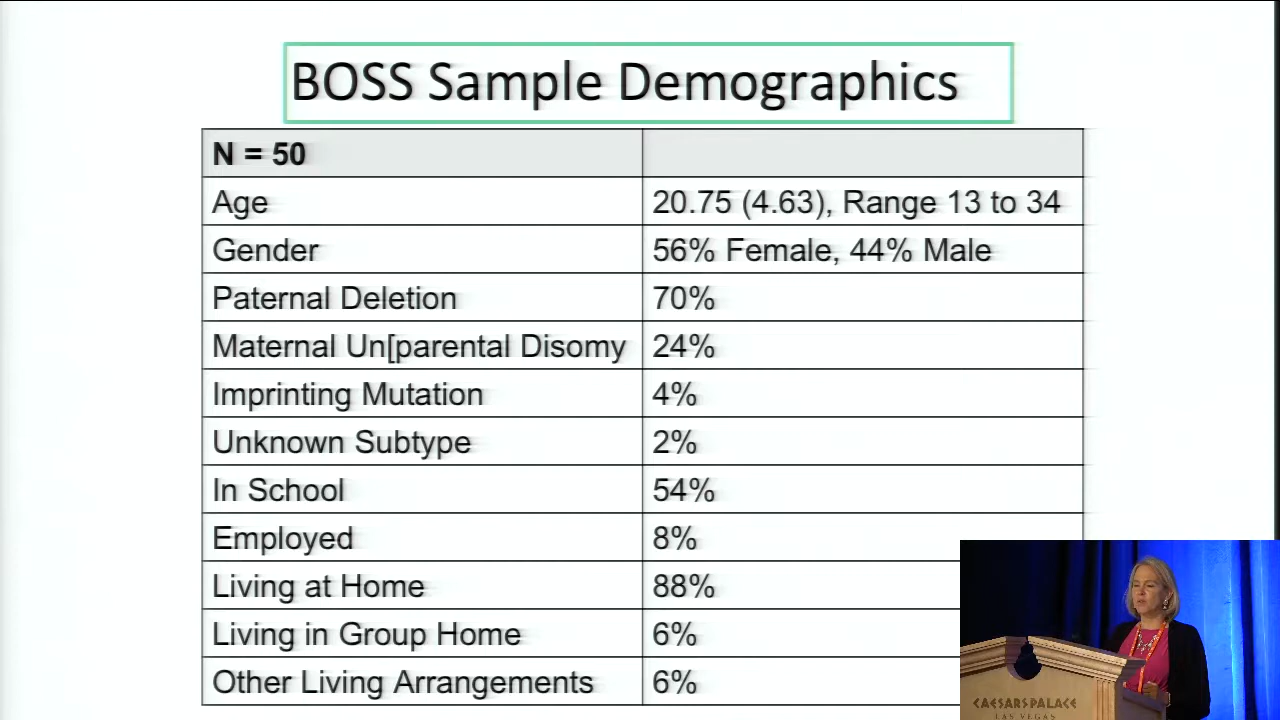 BOSS Sample Demographics
N = 50
Age 20.75 (4.63), Range 13 to 34
Gender 56% Female, 44% Male
Paternal Deletion 70%
Maternal Un[parental Disomy 24%
Imprinting Mutation 4%
Unknown Subtype 2%
In School 54%
Employed 8%
Living at Home 88%
Living in Group Home 6%
Other Living Arrangements 6%
CAESARS PALACE
LAS VEGAS